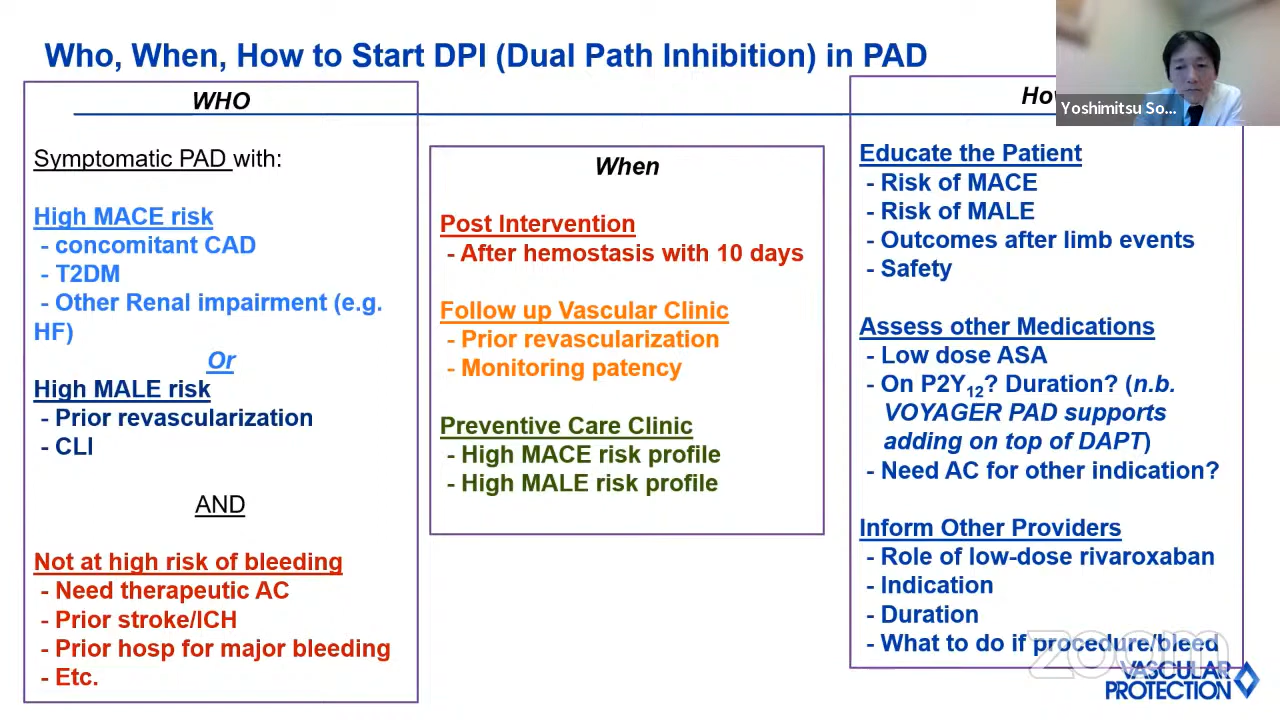 Who, When, How to Start DPI (Dual Path Inhibition) in PAD
WHO
Symptomatic PAD with:
High MACE risk
- concomitant CAD
- T2DM
- Other Renal impairment (e.g.
HF)
Or
High MALE risk
- Prior revascularization
- CLI
AND
Not at high risk of bleeding
- Need therapeutic AC
- Prior stroke/ICH
- Prior hosp for major bleeding
- Etc.
When
Post Intervention
- After hemostasis with 10 days
Follow up Vascular Clinic
- Prior revascularization
- Monitoring patency
Preventive Care Clinic
- High MACE risk profile
- High MALE risk profile
Yoshimitsu So...
Educate the Patient
- Risk of MACE
- Risk of MALE
- Outcomes after limb events
- Safety
Assess other Medications
- Low dose ASA
- On P2Y12? Duration? (n.b.
VOYAGER PAD supports
adding on top of DAPT)
- Need AC for other indication?
Inform Other Providers
- Role of low-dose rivaroxaban
- Indication
- Duration
- What to do if procedure/bleed
zoom
VASCULAR
PROTECTION